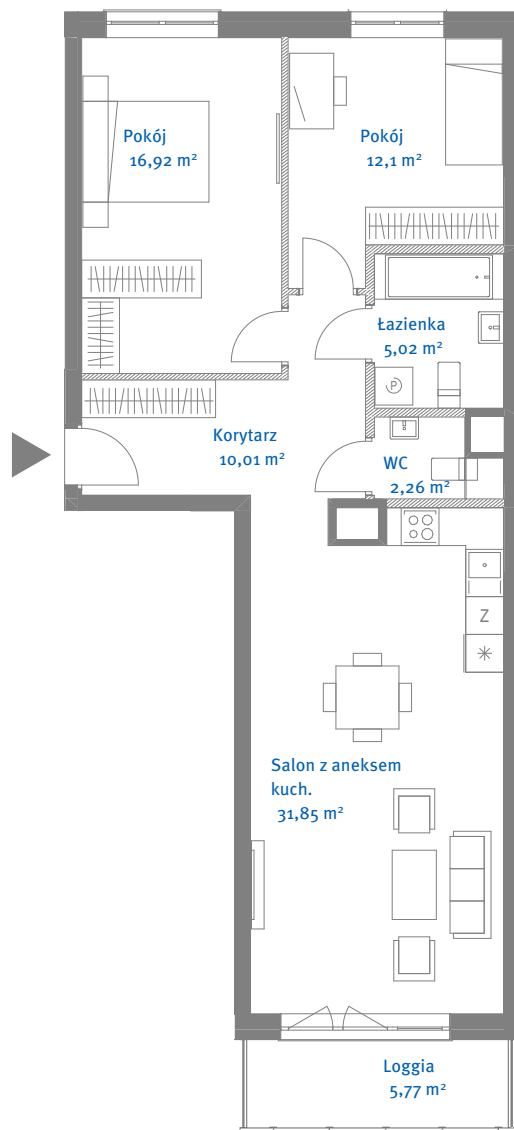 Pokój
16,92 m²
Pokój
12,1 m²
Łazienka
5,02 m²
P
Korytarz
10,01 m²
WC
2,26 m²
Z
Salon z aneksem
kuch.
31,85 m²
Loggia
5,77 m²